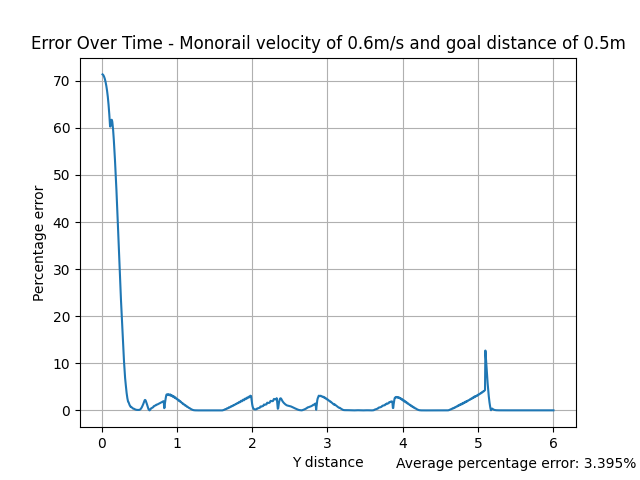 Error Over Time - Monorail velocity of 0.6m/s and goal distance of 0.5m
70
60
50
40
30
20
10
0
Percentage error
0 1 2 3 4 5 6
Y distance
Average percentage error: 3.395%